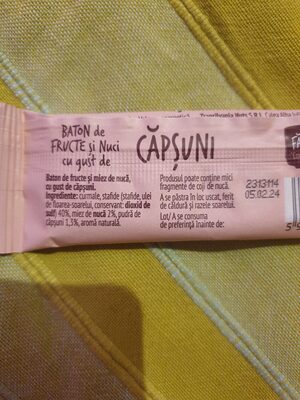 Transilvania Nuts S.R.L.
BATON de
FRUCTE și Nuci
cu gust de
CĂPȘUNI
Baton de fructe și miez de nucă,
cu gust de căpșuni.
Ingrediente: curmale, stafide (stafide, ulei
de floarea-soarelui, conservant: dioxid de
sulf) 40%, miez de nucă 2%, pudră de
căpșuni 1,3%, aromă naturală.
Produsul poate conține mici
fragmente de coji de nucă.
A se păstra în loc uscat, ferit
de căldură și razele soarelui.
Lot/ A se consuma
de preferință înainte de:
2313114
05.02.24